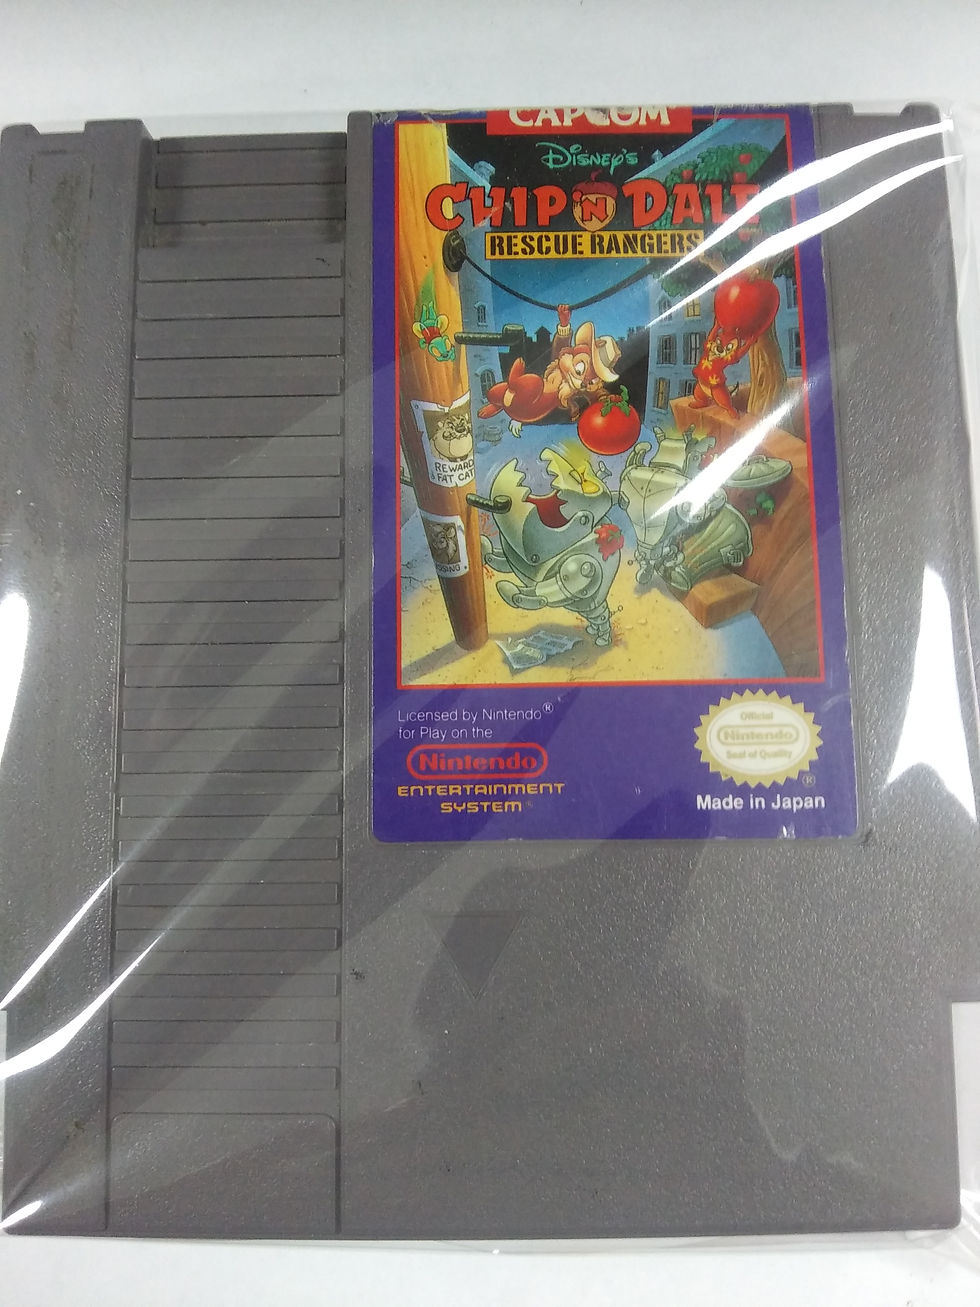 CAPCOM
Disney's
CHIP 'N DALE
RESCUE RANGERS
REWARD
FAT CAT
Licensed by Nintendo®
for Play on the
Nintendo
ENTERTAINMENT
SYSTEM
Official
Nintendo
Seal of Quality
®
Made in Japan